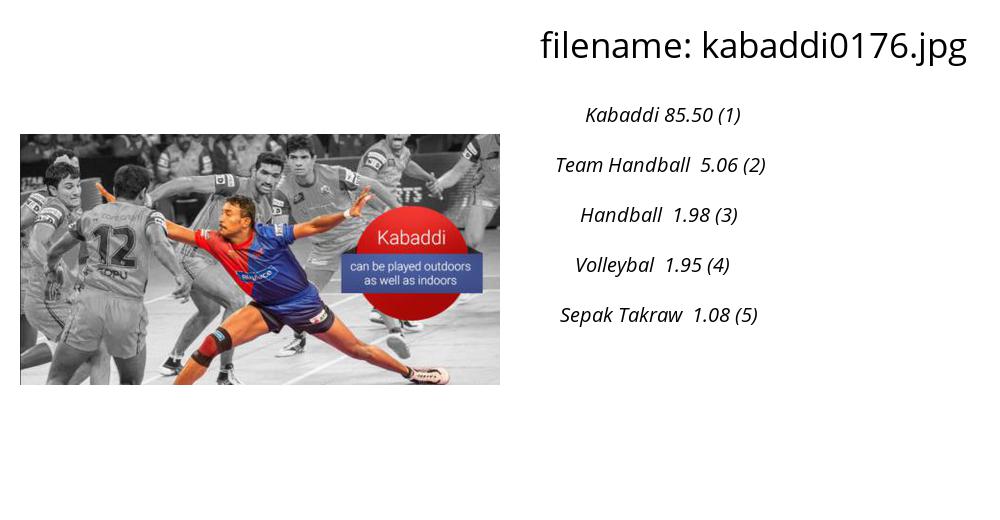 filename: kabaddi0176.jpg
Kabaddi 85.50 (1)
Team Handball 5.06 (2)
Handball 1.98 (3)
Volleybal 1.95 (4)
Sepak Takraw 1.08 (5)
12
Kabaddi
can be played outdoors
as well as indoors